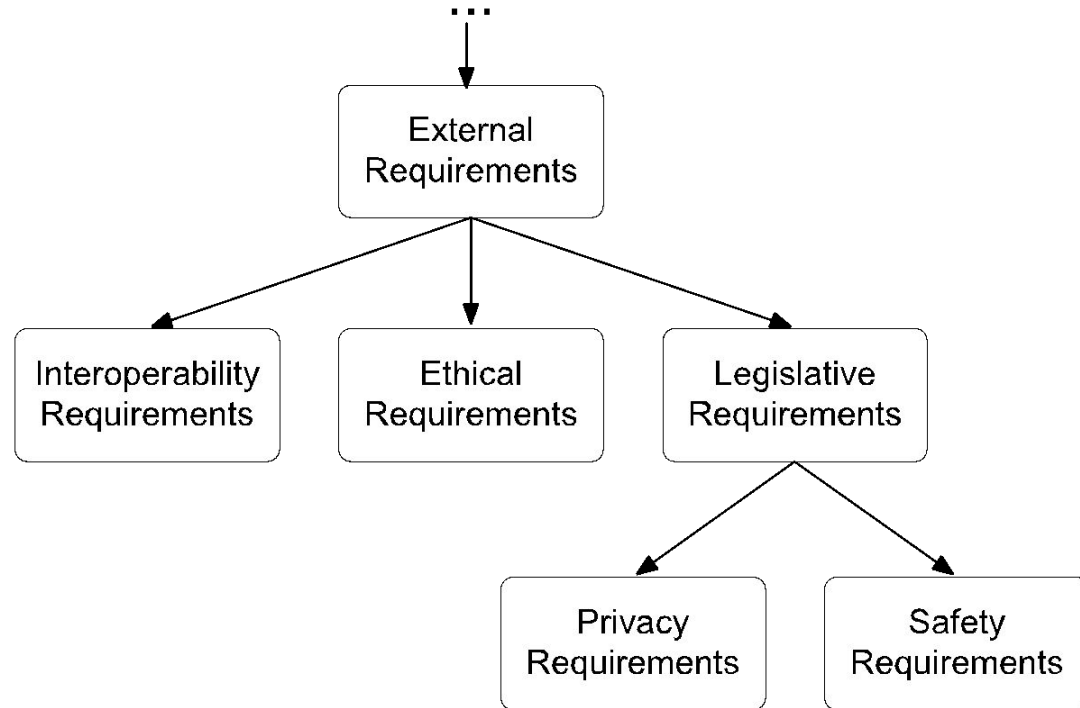 ...
External
Requirements
Interoperability
Requirements
Ethical
Requirements
Legislative
Requirements
Privacy
Requirements
Safety
Requirements